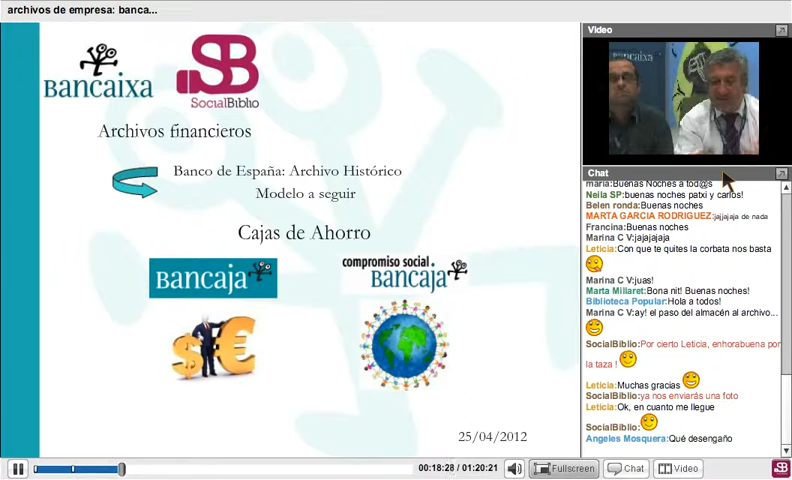 archivos de empresa: banca...
BANCAIXA
SB
SocialBiblio
Archivos financieros
Banco de España: Archivo Histórico
Modelo a seguir
Cajas de Ahorro
BANCAJA
compromiso social
BANCAJA
25/04/2012
Video
Chat
maria:Buenas Noches a tod@s
Neila SP:buenas noches patxi y carlos!
Belen ronda:Buenas noches
MARTA GARCIA RODRIGUEZ:jajjajaja de nada
Francina:Buenas noches
Marina C V:jajajaja
Leticia: Con que te quites la corbata nos basta
Marina C V:¡juas!
Marta Millaret:Bona nit! Buenas noches!
Biblioteca Popular:Hola a todos!
Marina C V:ay! el paso del almacén al archivo...
SocialBiblio:Por cierto Leticia, enhorabuena por
la taza !
Leticia:Muchas gracias
SocialBiblio:ya nos enviarás una foto
Leticia:Ok, en cuanto me llegue
SocialBiblio:
Angeles Mosquera:Qué desengaño
00:18:28 / 01:20:21
Fullscreen
Chat
Video
SB